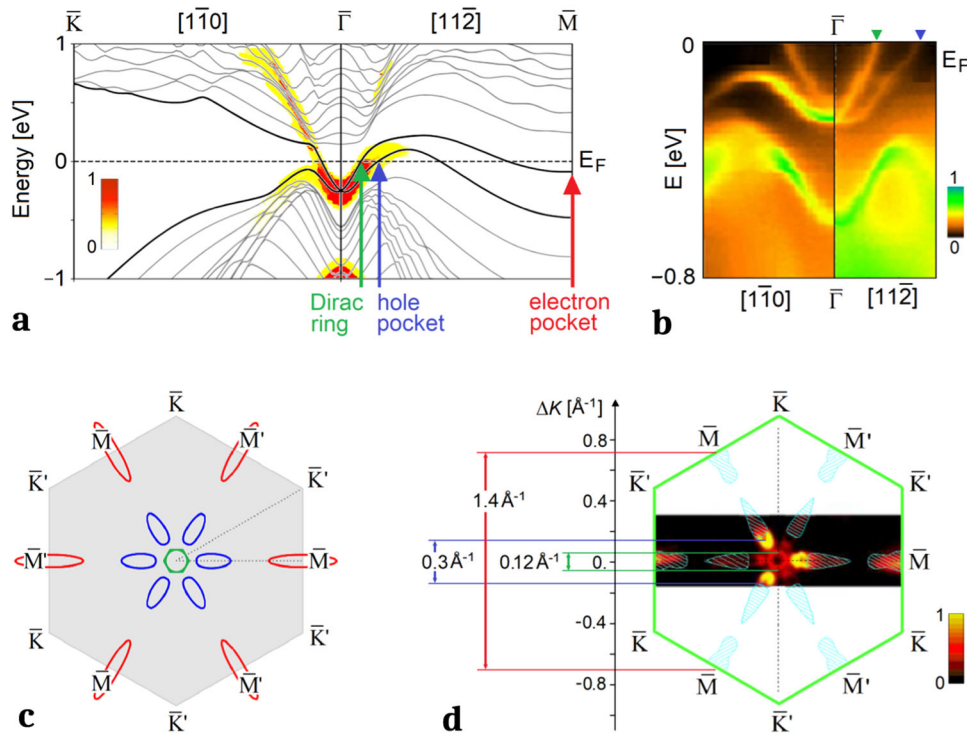 K̅ [11̅0] Γ̅ [112̅] M̅
1
0
−1
Energy [eV]
1
0
E_F
Dirac ring
hole pocket
electron pocket
a
Γ̅
0
E_F
E [eV]
−0.8
1
0
[11̅0] Γ̅ [112̅]
b
K̅
M̅ M̅'
K̅' K̅'
M̅' M̅
K̅ K̅'
M̅ M̅'
K̅'
c
ΔK [Å⁻¹]
0.8
0.4
0.
-0.4
-0.8
1.4Å⁻¹
0.3Å⁻¹
0.12Å⁻¹
K̅
M̅ M̅'
K̅' K̅'
M̅
K̅ K̅
M̅ M̅'
K̅'
1
0
d